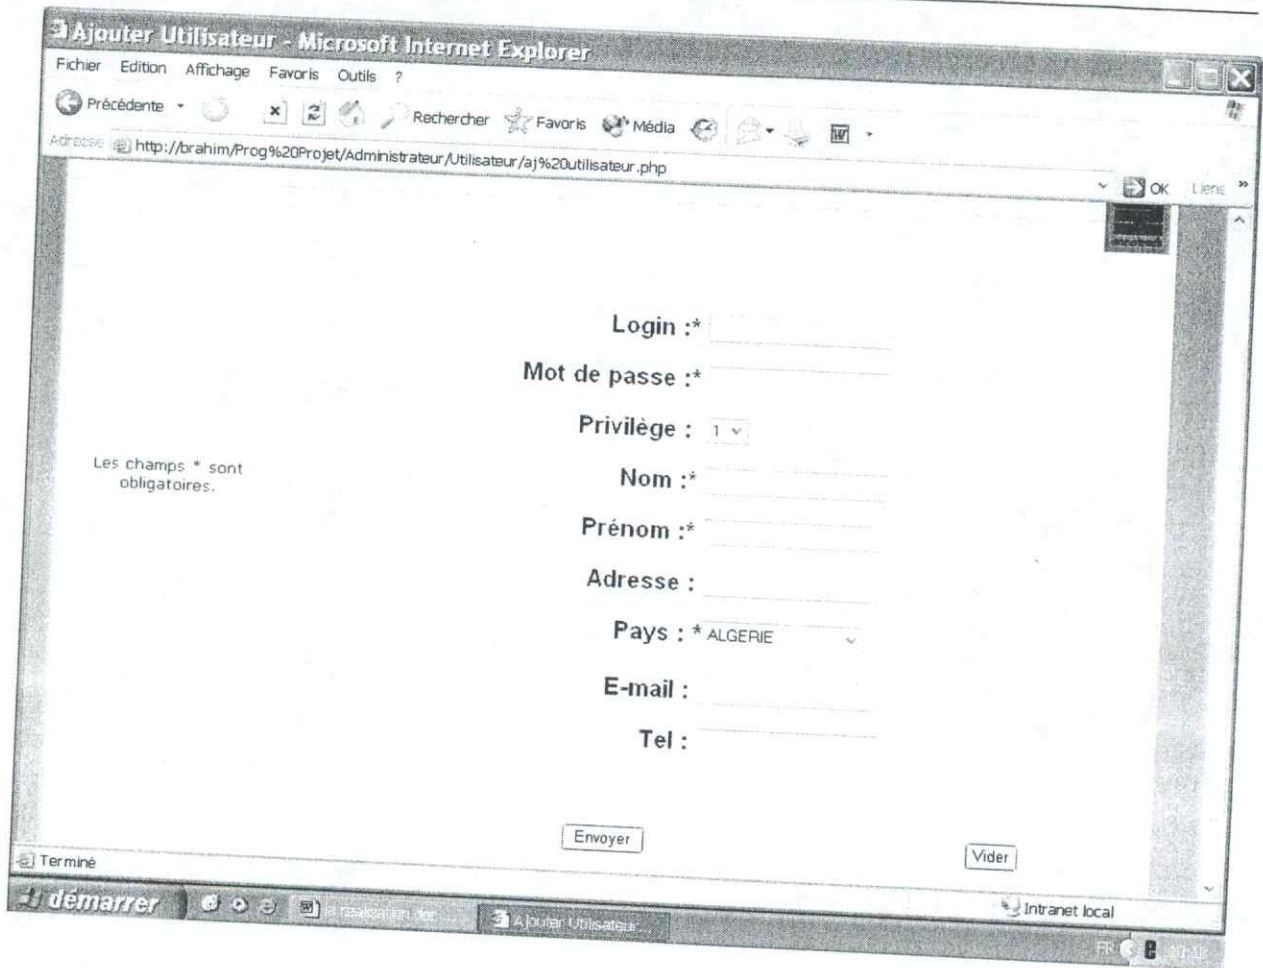 Ajouter Utilisateur - Microsoft Internet Explorer
Fichier Edition Affichage Favoris Outils ?
Précédente Rechercher Favoris Média
Adresse http://brahim/Prog%20Projet/Administrateur/Utilisateur/aj%20utilisateur.php OK Liens »
Login :*
Mot de passe :*
Privilège : 1
Les champs * sont
obligatoires.
Nom :*
Prénom :*
Adresse :
Pays : * ALGERIE
E-mail :
Tel :
Envoyer Vider
Terminé Intranet local
démarrer Ajouter Utilisateur... FR